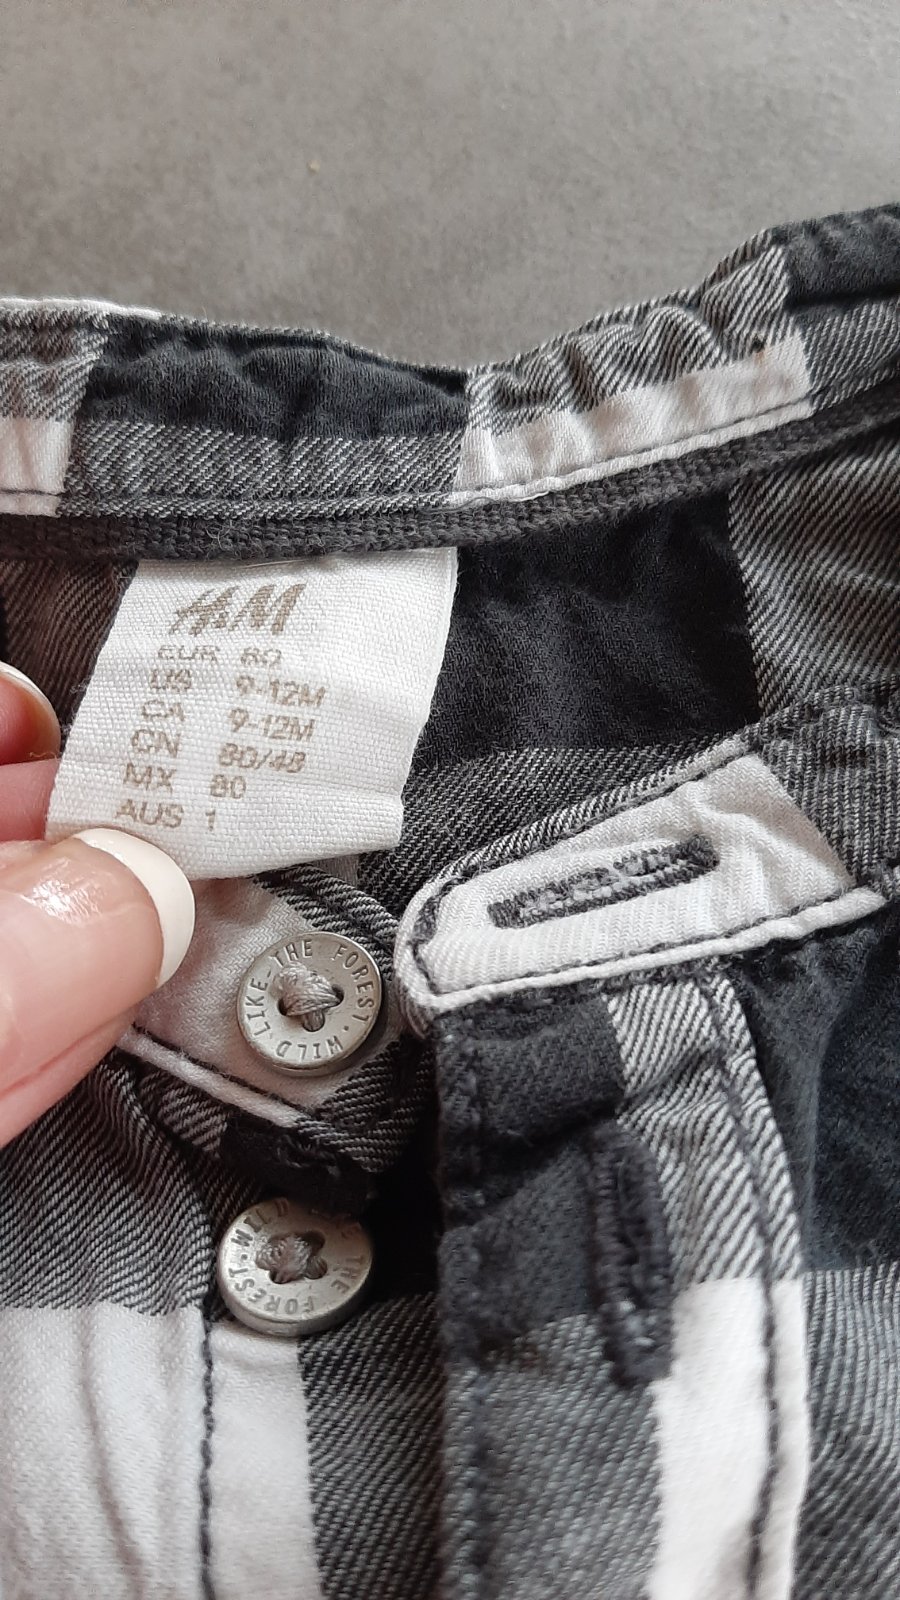 H&M
EUR 80
US 9-12M
CA 9-12M
CN 80/48
MX 80
AUS 1
WILD LIKE-THE FOREST·
WILD THE FOREST·